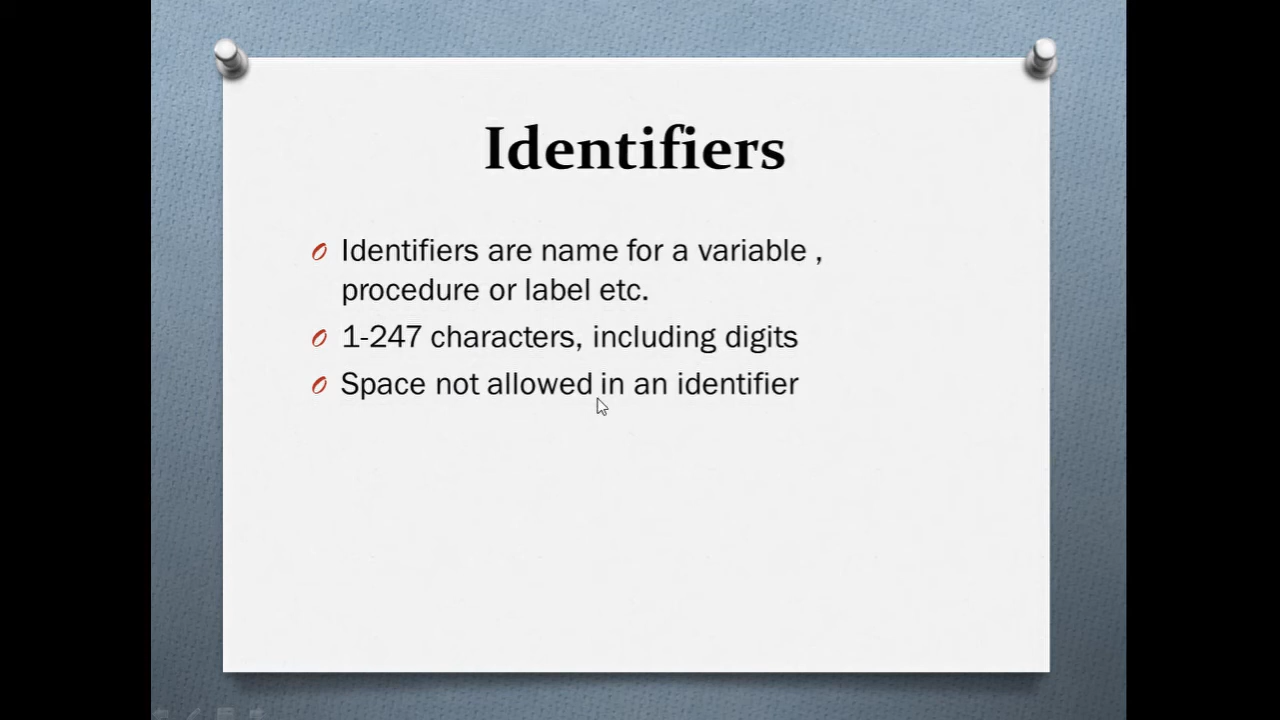 Identifiers
Identifiers are name for a variable ,
procedure or label etc.
1-247 characters, including digits
Space not allowed in an identifier